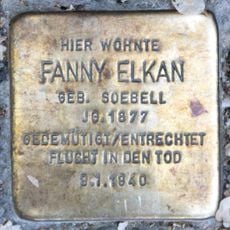 HIER WOHNTE
FANNY ELKAN
GEB. SOEBELL
JG. 1877
GEDEMÜTIGT/ENTRECHTET
FLUCHT IN DEN TOD
9.1.1940